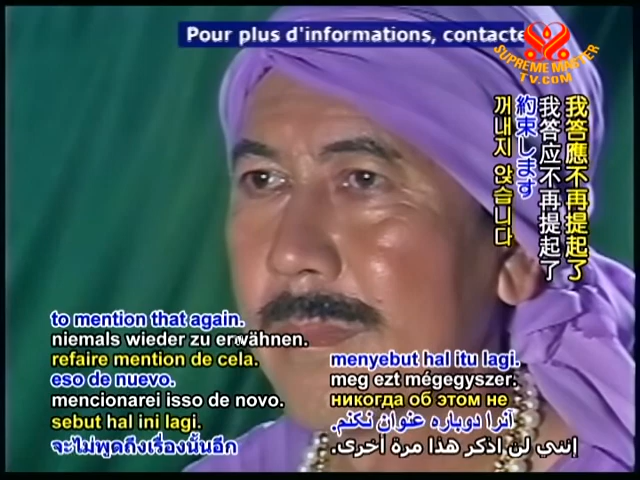 Pour plus d'informations, contacte
SUPREME MASTER
TV.COM
我答應不再提起了
我答应不再提起了
約束します
꺼내지 않습니다
to mention that again.
niemals wieder zu erwähnen.
refaire mention de cela.
eso de nuevo.
mencionarei isso de novo.
sebut hal ini lagi.
จะไม่พูดถึงเรื่องนั้นอีก
menyebut hal itu lagi.
meg ezt mégegyszer.
никогда об этом не
آنرا دوباره عنوان نکنم.
إنني لن اذكر هذا مرة أخرى.